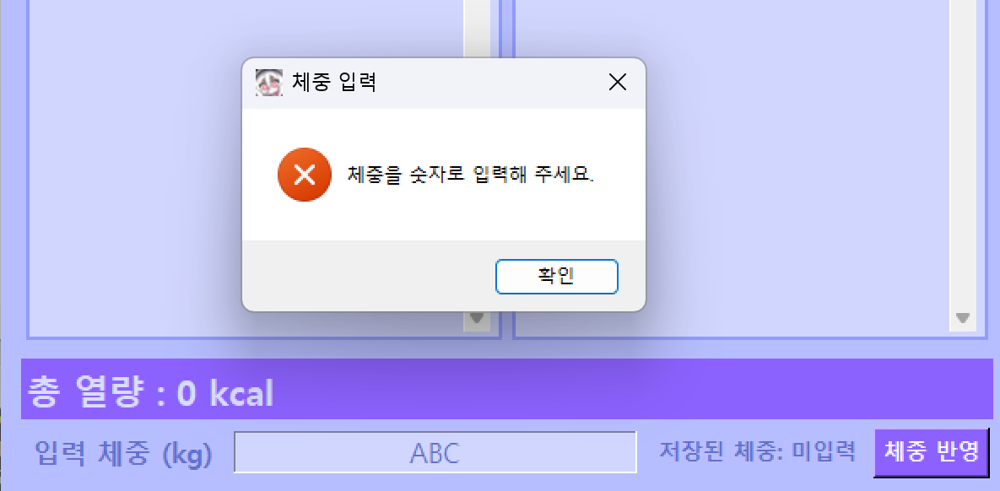 체중 입력
체중을 숫자로 입력해 주세요.
확인
총 열량 : 0 kcal
입력 체중 (kg) ABC 저장된 체중: 미입력 체중 반영